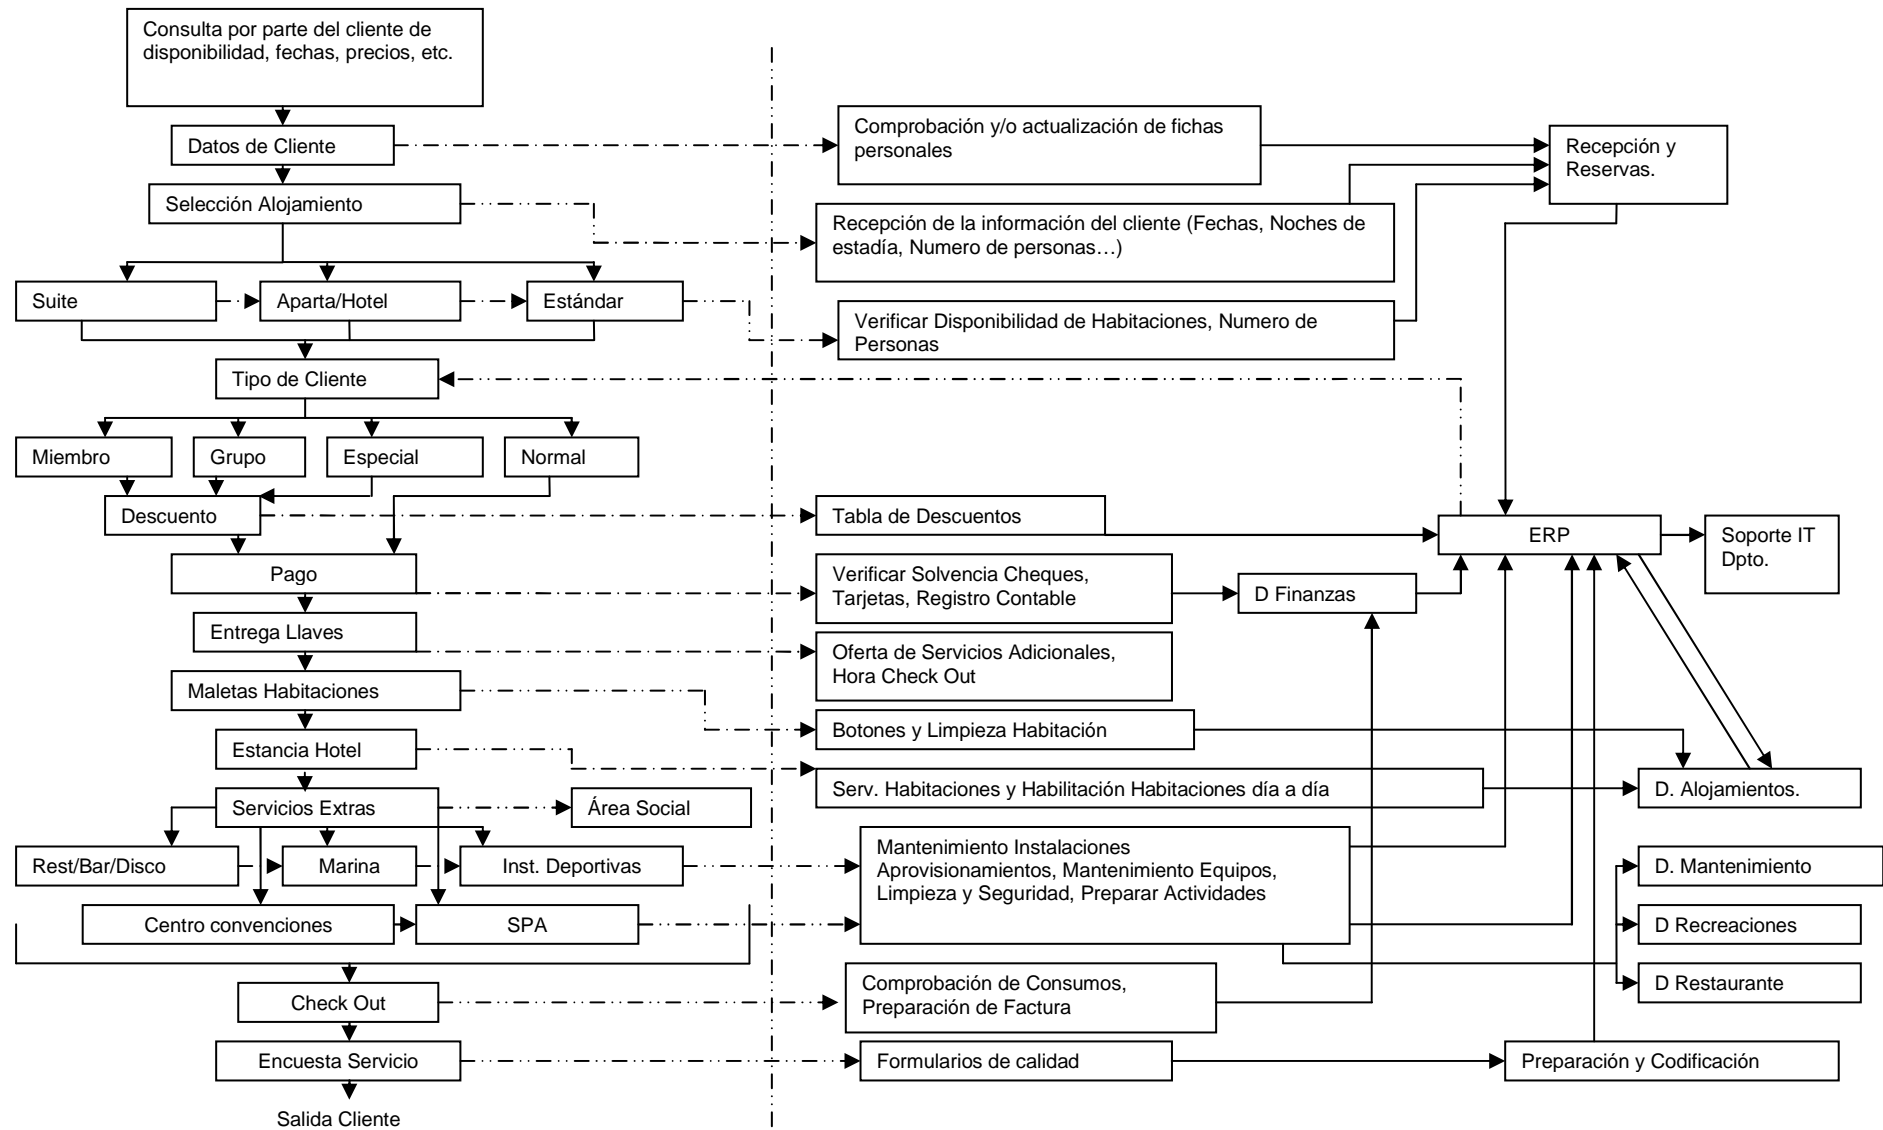 Consulta por parte del cliente de
disponibilidad, fechas, precios, etc.
Datos de Cliente
Comprobación y/o actualización de fichas
personales
Recepción y
Reservas.
Selección Alojamiento
Recepción de la información del cliente (Fechas, Noches de
estadía, Numero de personas…)
Suite
Aparta/Hotel
Estándar
Verificar Disponibilidad de Habitaciones, Numero de
Personas
Tipo de Cliente
Miembro
Grupo
Especial
Normal
Descuento
Tabla de Descuentos
ERP
Soporte IT
Dpto.
Pago
Verificar Solvencia Cheques,
Tarjetas, Registro Contable
D Finanzas
Entrega Llaves
Oferta de Servicios Adicionales,
Hora Check Out
Maletas Habitaciones
Botones y Limpieza Habitación
Estancia Hotel
Serv. Habitaciones y Habilitación Habitaciones día a día
D. Alojamientos.
Servicios Extras
Área Social
Rest/Bar/Disco
Marina
Inst. Deportivas
Mantenimiento Instalaciones
Aprovisionamientos, Mantenimiento Equipos,
Limpieza y Seguridad, Preparar Actividades
D. Mantenimiento
Centro convenciones
SPA
D Recreaciones
D Restaurante
Check Out
Comprobación de Consumos,
Preparación de Factura
Encuesta Servicio
Formularios de calidad
Preparación y Codificación
Salida Cliente